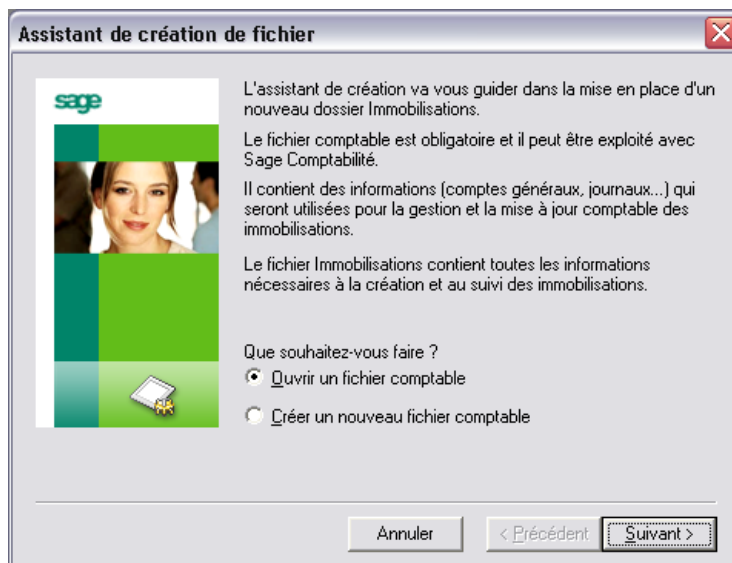 Assistant de création de fichier
sage
L'assistant de création va vous guider dans la mise en place d'un
nouveau dossier Immobilisations.
Le fichier comptable est obligatoire et il peut être exploité avec
Sage Comptabilité.
Il contient des informations (comptes généraux, journaux...) qui
seront utilisées pour la gestion et la mise à jour comptable des
immobilisations.
Le fichier Immobilisations contient toutes les informations
nécessaires à la création et au suivi des immobilisations.
Que souhaitez-vous faire ?
Ouvrir un fichier comptable
Créer un nouveau fichier comptable
Annuler
< Précédent
Suivant >